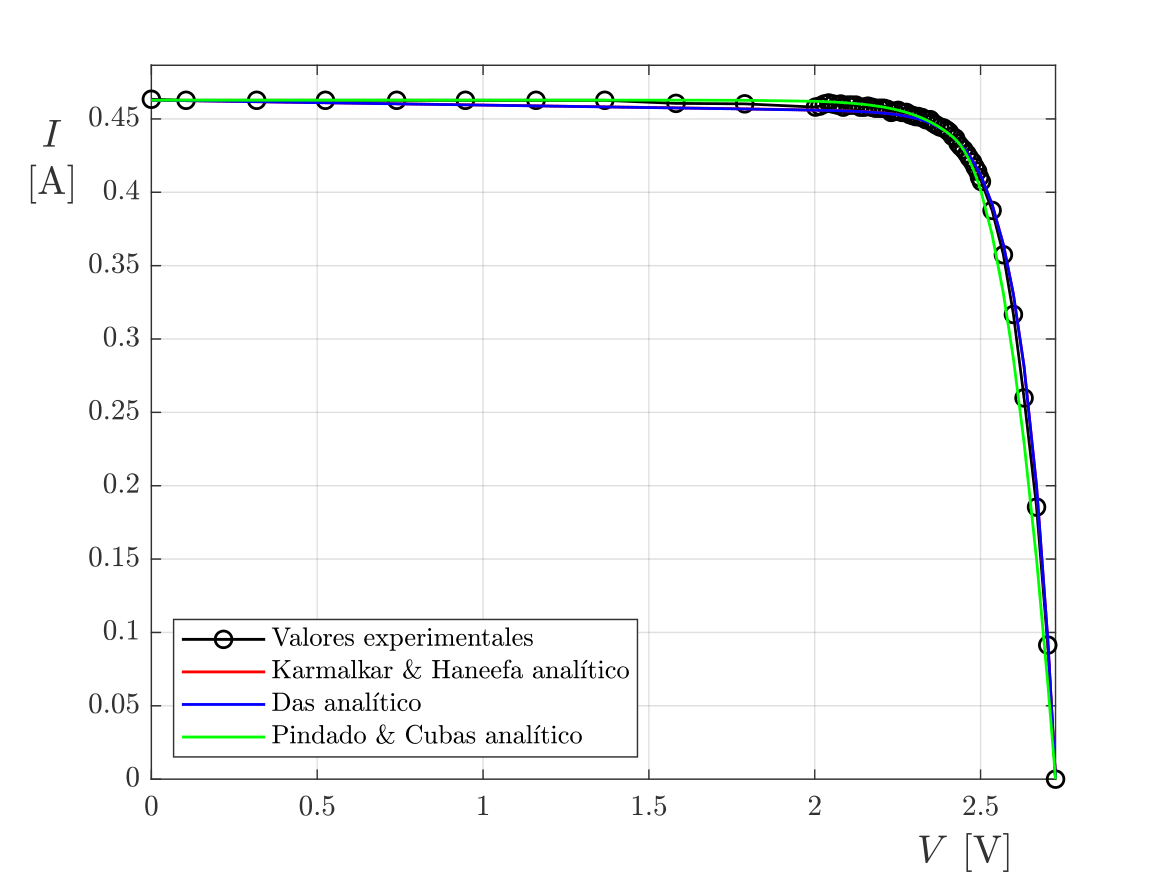 0.45
I
[A]
0.4
0.35
0.3
0.25
0.2
0.15
0.1
0.05
0
Valores experimentales
Karmalkar & Haneefa analítico
Das analítico
Pindado & Cubas analítico
0 0.5 1 1.5 2 2.5
V [V]